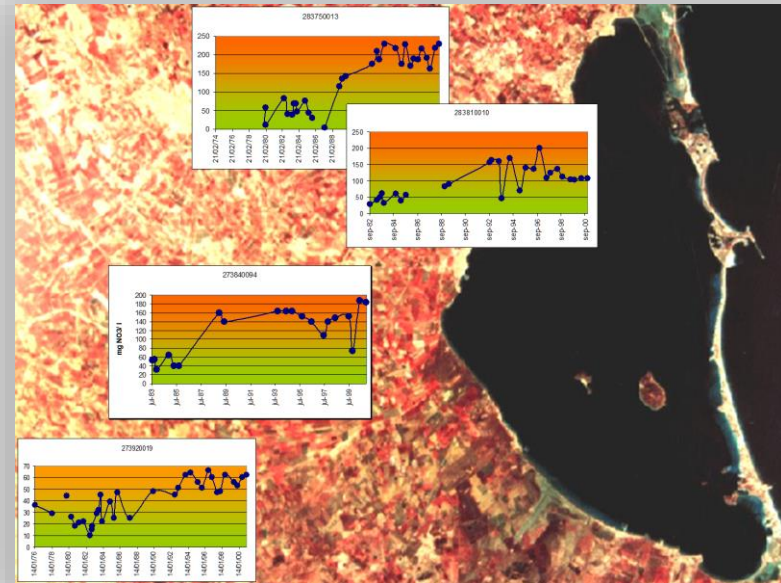 283750013
250
200
150
100
50
0
21/02/74
21/02/76
21/02/78
21/02/80
21/02/82
21/02/84
21/02/86
21/02/88
283810010
250
200
150
100
50
0
sep-82
sep-84
sep-86
sep-88
sep-90
sep-92
sep-94
sep-96
sep-98
sep-00
273840094
mg NO3/ l
200
180
160
140
120
100
80
60
40
20
0
jul-83
jul-85
jul-87
jul-89
jul-91
jul-93
jul-95
jul-97
jul-99
273920019
70
60
50
40
30
20
10
0
14/01/76
14/01/78
14/01/80
14/01/82
14/01/84
14/01/86
14/01/88
14/01/90
14/01/92
14/01/94
14/01/96
14/01/98
14/01/00